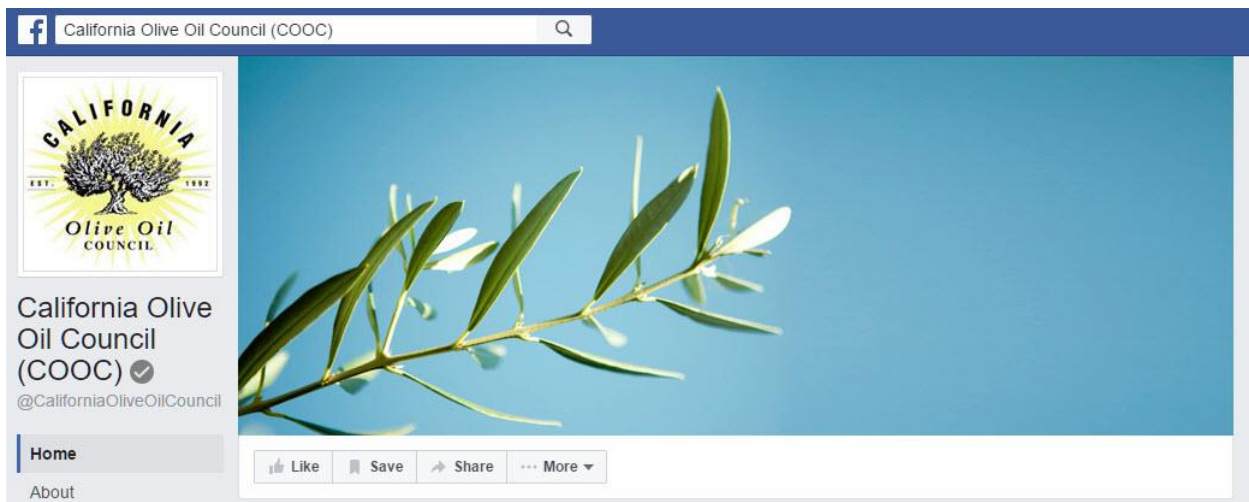 California Olive Oil Council (COOC)
CALIFORNIA
EST. 1992
Olive Oil
COUNCIL
California Olive
Oil Council
(COOC)
@CaliforniaOliveOilCouncil
Home
About
Like Save Share More